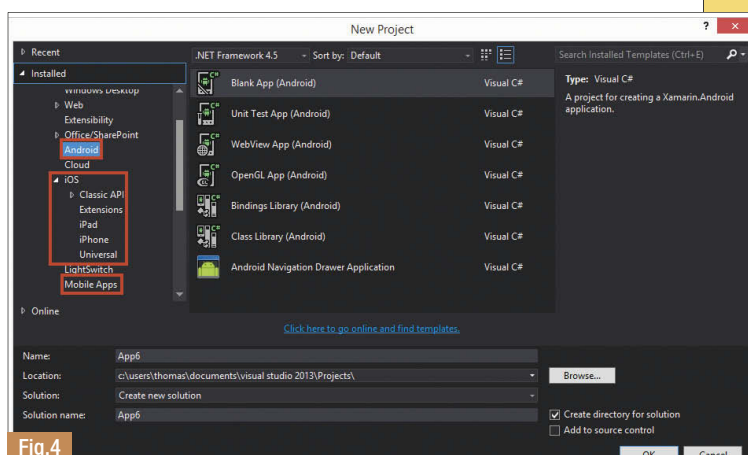 New Project
? ×
Recent
.NET Framework 4.5 Sort by: Default
Search Installed Templates (Ctrl+E)
Installed
Windows Desktop
Web
Extensibility
Office/SharePoint
Android
Cloud
iOS
Classic API
Extensions
iPad
iPhone
Universal
LightSwitch
Mobile Apps
Online
Blank App (Android) Visual C#
Unit Test App (Android) Visual C#
WebView App (Android) Visual C#
OpenGL App (Android) Visual C#
Bindings Library (Android) Visual C#
Class Library (Android) Visual C#
Android Navigation Drawer Application Visual C#
Click here to go online and find templates.
Type: Visual C#
A project for creating a Xamarin.Android
application.
Name: App6
Location: c:\users\thomas\documents\visual studio 2013\Projects\ Browse...
Solution: Create new solution
Solution name: App6
Create directory for solution
Add to source control
OK Cancel
Fig.4